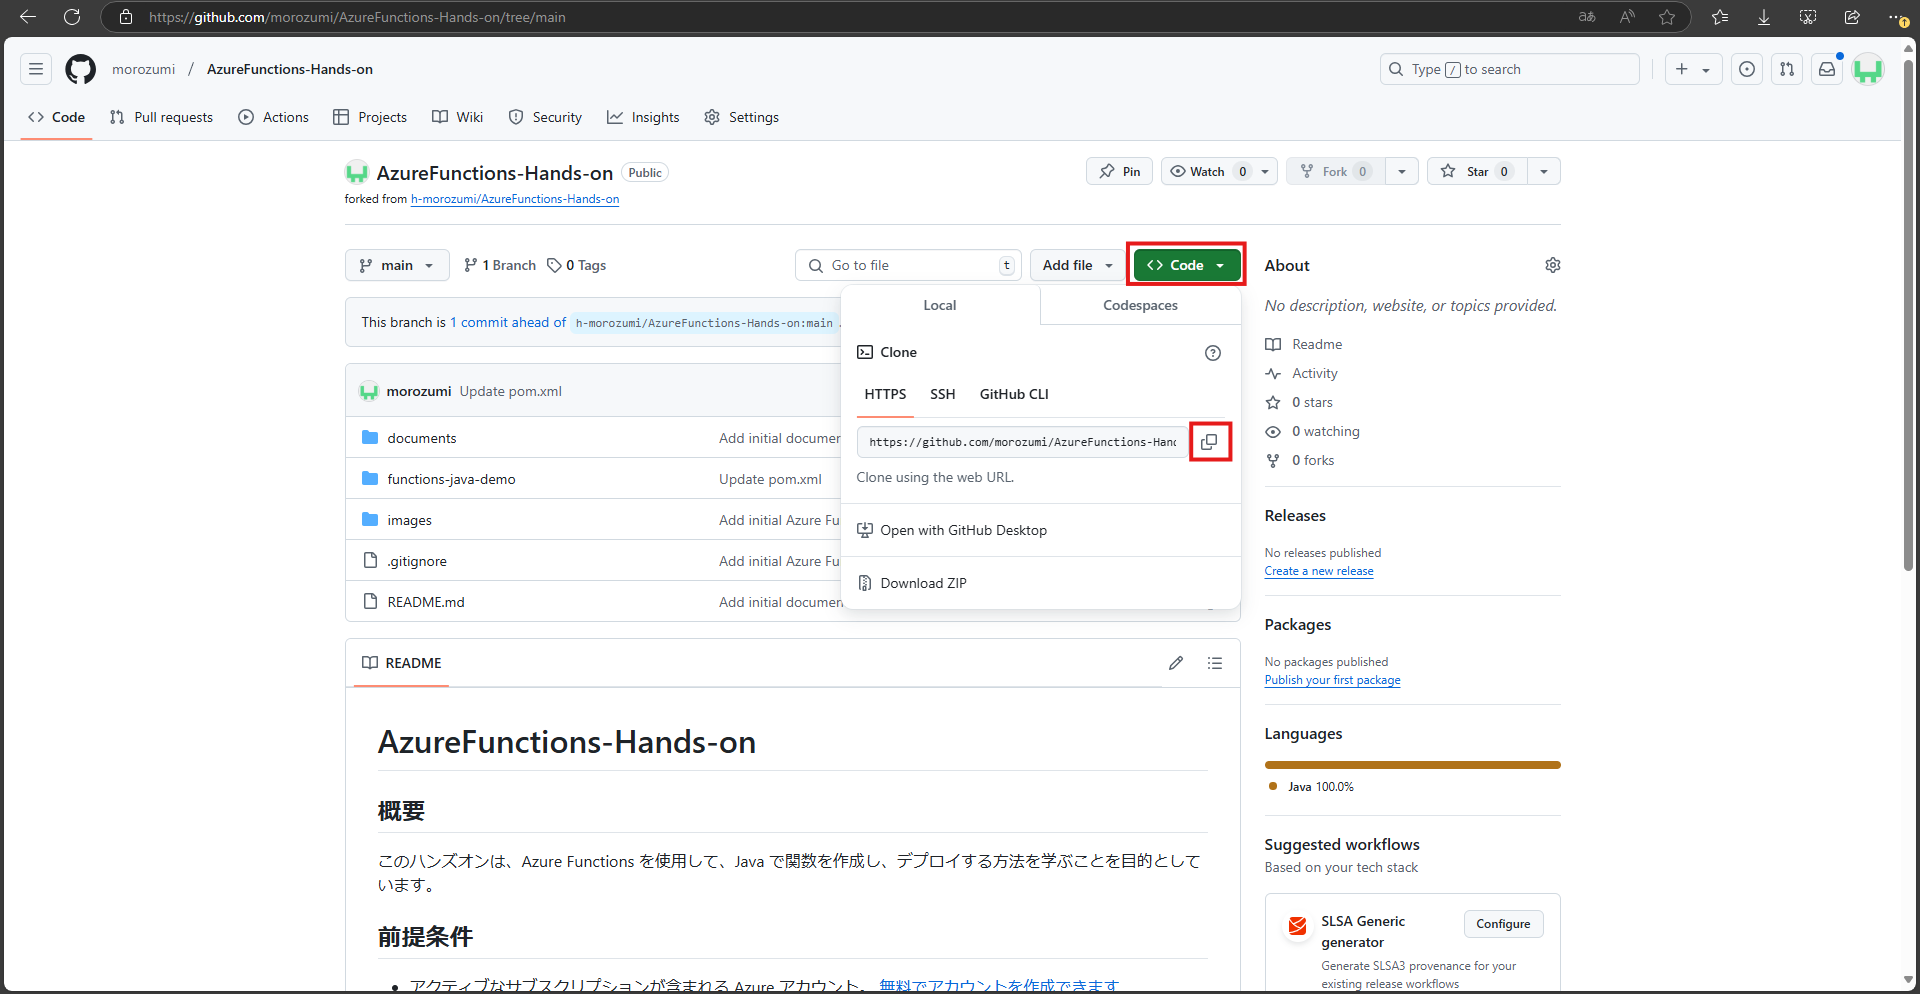 https://github.com/morozumi/AzureFunctions-Hands-on/tree/main
morozumi / AzureFunctions-Hands-on
Type / to search
Code Pull requests Actions Projects Wiki Security Insights Settings
AzureFunctions-Hands-on Public
Pin Watch 0 Fork 0 Star 0
forked from h-morozumi/AzureFunctions-Hands-on
main 1 Branch 0 Tags Go to file t Add file Code
Local Codespaces
This branch is 1 commit ahead of h-morozumi/AzureFunctions-Hands-on:main .
Clone
HTTPS SSH GitHub CLI
https://github.com/morozumi/AzureFunctions-Hand
Clone using the web URL.
Open with GitHub Desktop
Download ZIP
morozumi Update pom.xml
documents Add initial documen
functions-java-demo Update pom.xml
images Add initial Azure Fu
.gitignore Add initial Azure Fu
README.md Add initial documen
README
AzureFunctions-Hands-on
概要
このハンズオンは、Azure Functions を使用して、Java で関数を作成し、デプロイする方法を学ぶことを目的として
います。
前提条件
アクティブなサブスクリプションが含まれる Azure アカウント。 無料でアカウントを作成できます
About
No description, website, or topics provided.
Readme
Activity
0 stars
0 watching
0 forks
Releases
No releases published
Create a new release
Packages
No packages published
Publish your first package
Languages
Java 100.0%
Suggested workflows
Based on your tech stack
SLSA Generic
generator
Configure
Generate SLSA3 provenance for your
existing release workflows